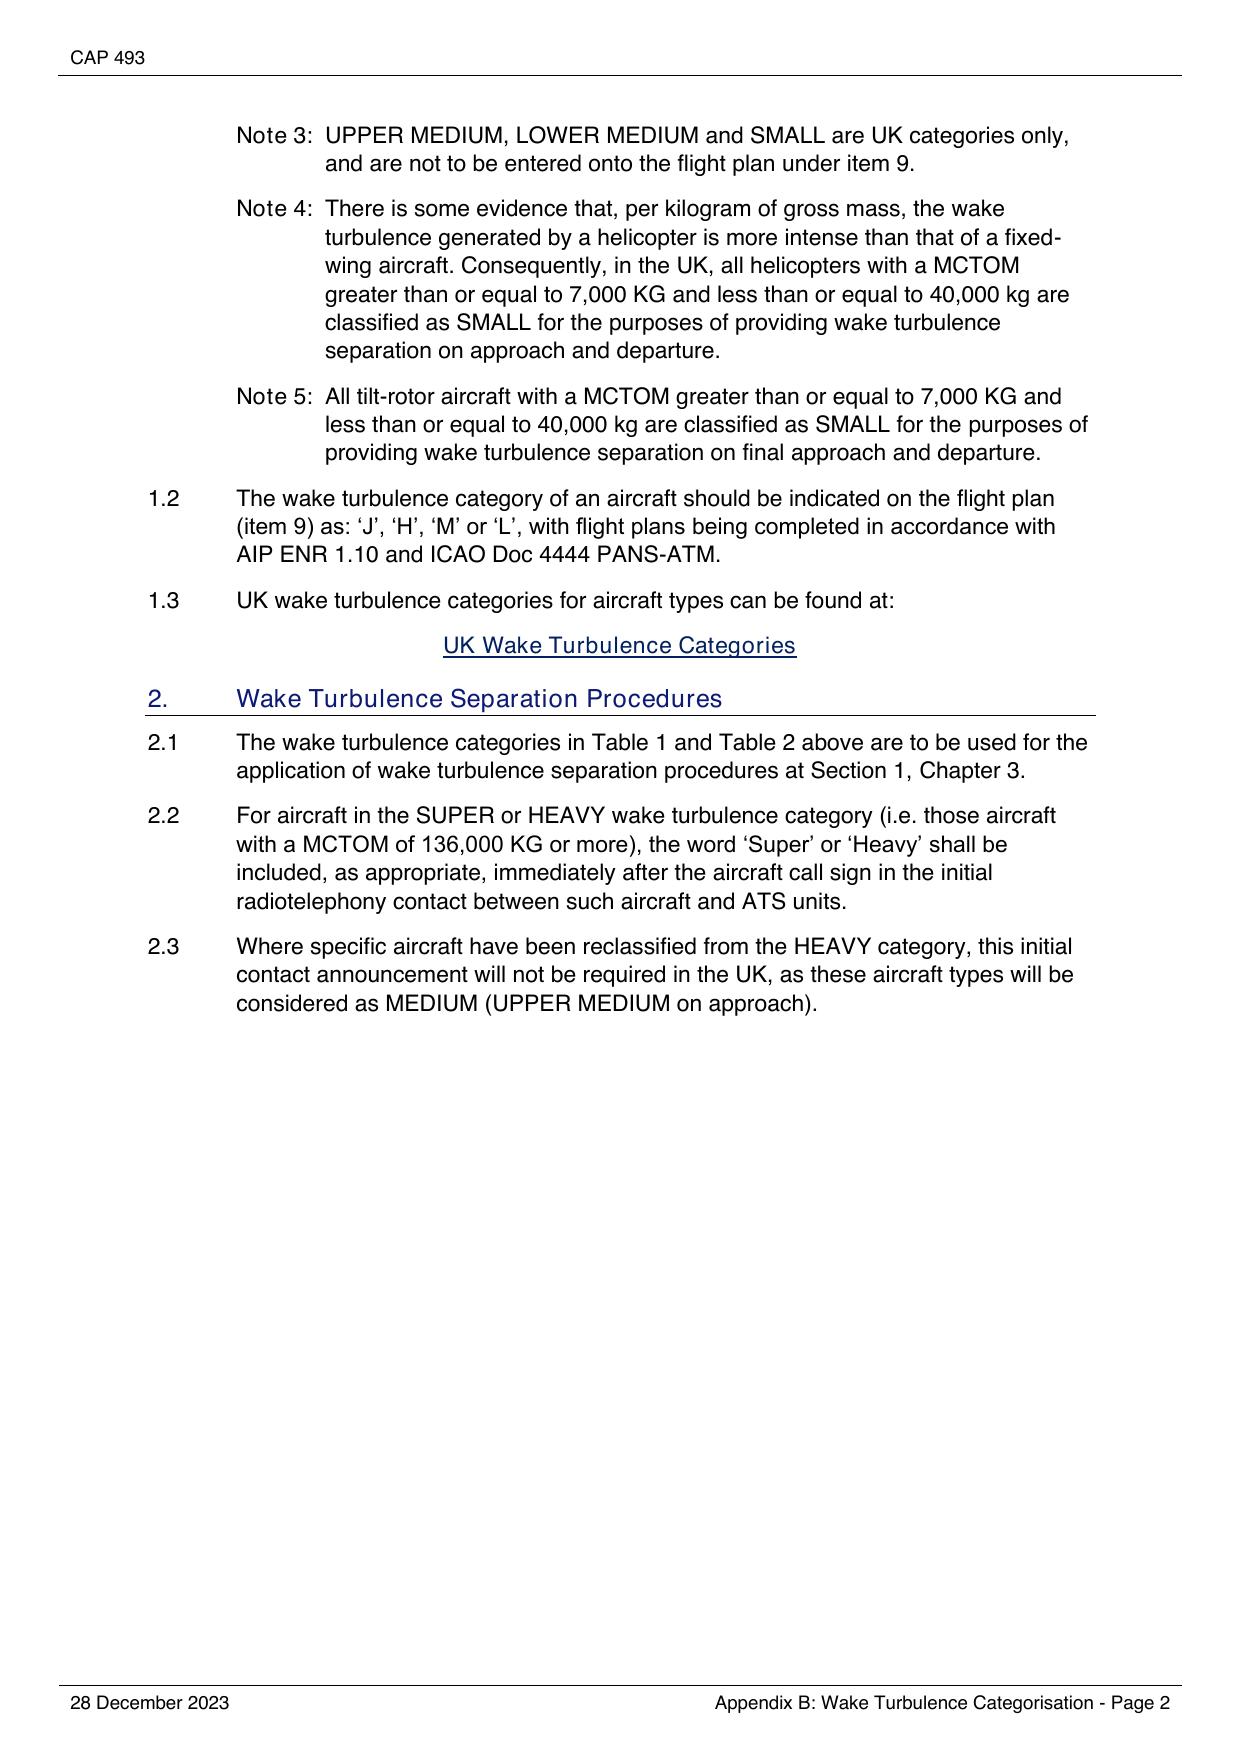 CAP 493
Note 3: UPPER MEDIUM, LOWER MEDIUM and SMALL are UK categories only,
and are not to be entered onto the flight plan under item 9.
Note 4: There is some evidence that, per kilogram of gross mass, the wake
turbulence generated by a helicopter is more intense than that of a fixed-
wing aircraft. Consequently, in the UK, all helicopters with a MCTOM
greater than or equal to 7,000 KG and less than or equal to 40,000 kg are
classified as SMALL for the purposes of providing wake turbulence
separation on approach and departure.
Note 5: All tilt-rotor aircraft with a MCTOM greater than or equal to 7,000 KG and
less than or equal to 40,000 kg are classified as SMALL for the purposes of
providing wake turbulence separation on final approach and departure.
1.2 The wake turbulence category of an aircraft should be indicated on the flight plan
(item 9) as: ‘J’, ‘H’, ‘M’ or ‘L’, with flight plans being completed in accordance with
AIP ENR 1.10 and ICAO Doc 4444 PANS-ATM.
1.3 UK wake turbulence categories for aircraft types can be found at:
UK Wake Turbulence Categories
2. Wake Turbulence Separation Procedures
2.1 The wake turbulence categories in Table 1 and Table 2 above are to be used for the
application of wake turbulence separation procedures at Section 1, Chapter 3.
2.2 For aircraft in the SUPER or HEAVY wake turbulence category (i.e. those aircraft
with a MCTOM of 136,000 KG or more), the word ‘Super’ or ‘Heavy’ shall be
included, as appropriate, immediately after the aircraft call sign in the initial
radiotelephony contact between such aircraft and ATS units.
2.3 Where specific aircraft have been reclassified from the HEAVY category, this initial
contact announcement will not be required in the UK, as these aircraft types will be
considered as MEDIUM (UPPER MEDIUM on approach).
28 December 2023 Appendix B: Wake Turbulence Categorisation - Page 2